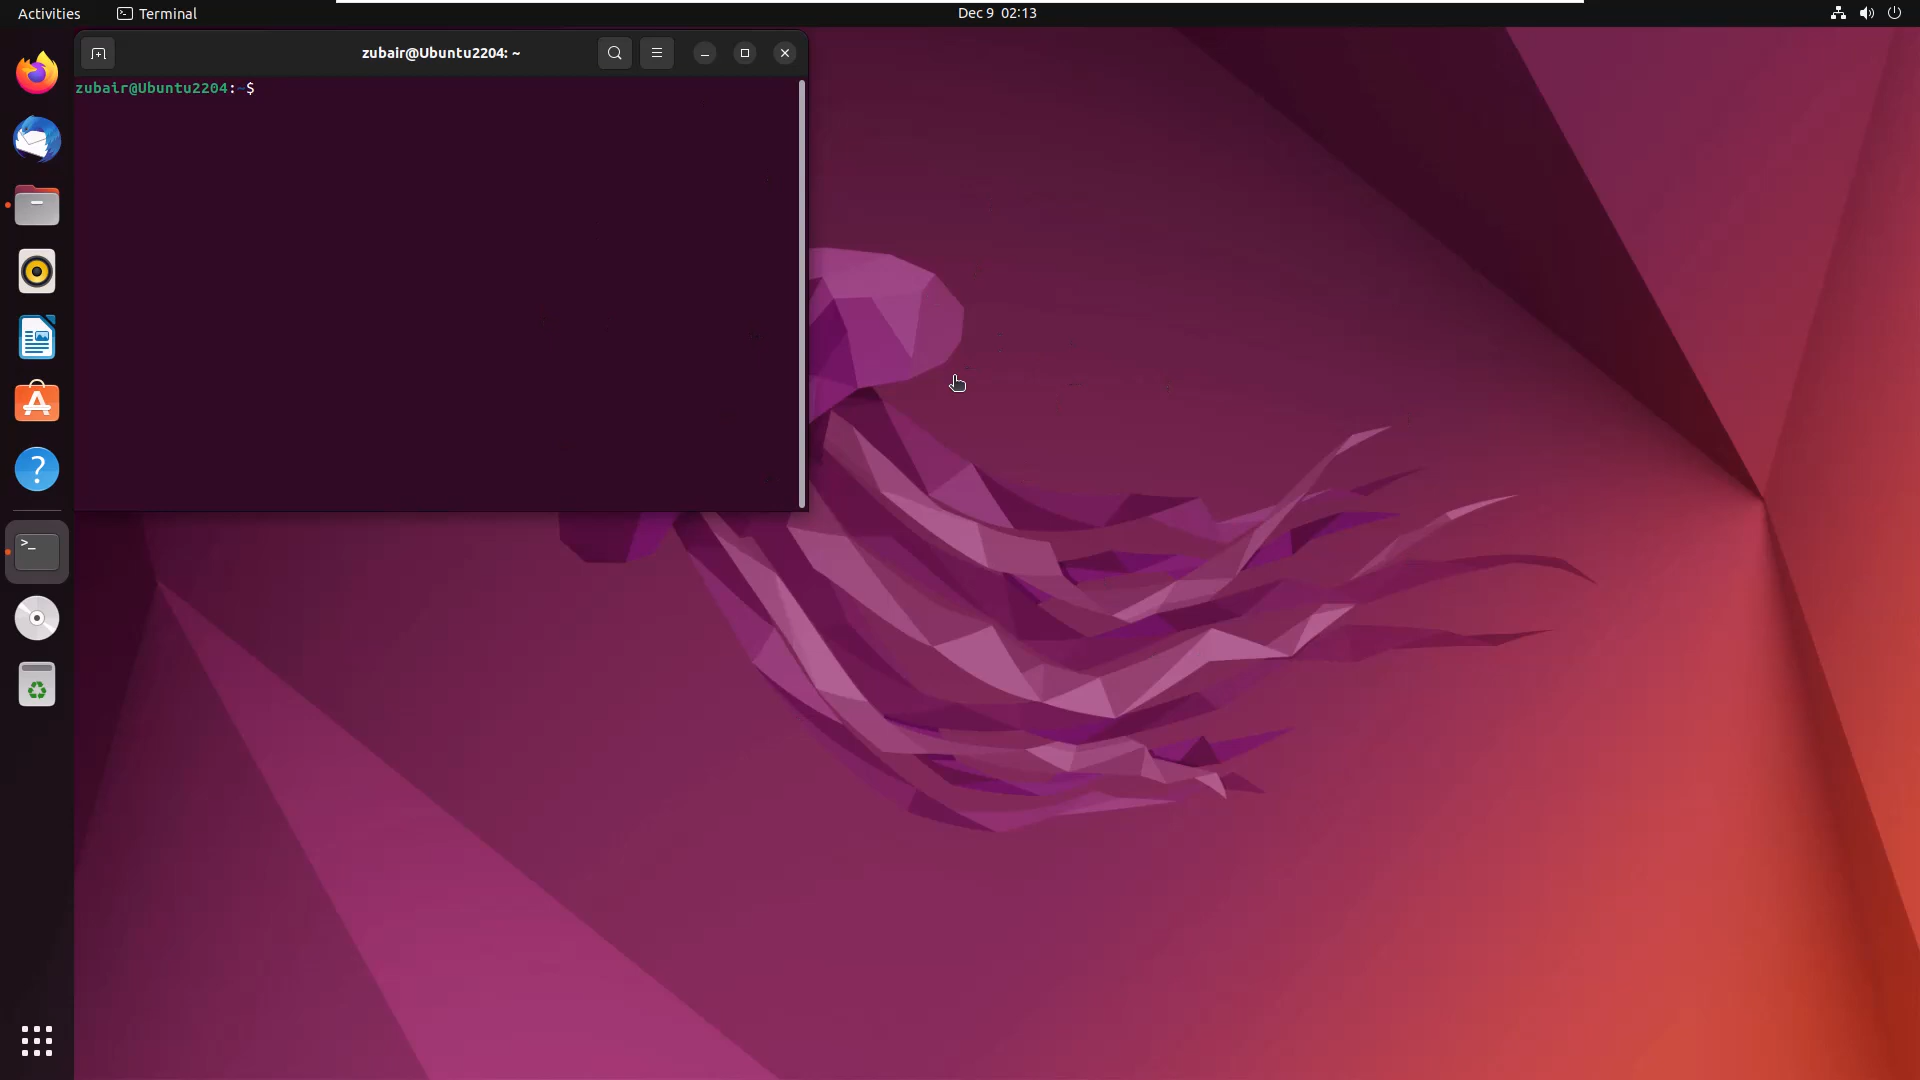 Activities
Terminal
Dec 9 02:13
zubair@Ubuntu2204: ~
zubair@Ubuntu2204:~$
>_
?